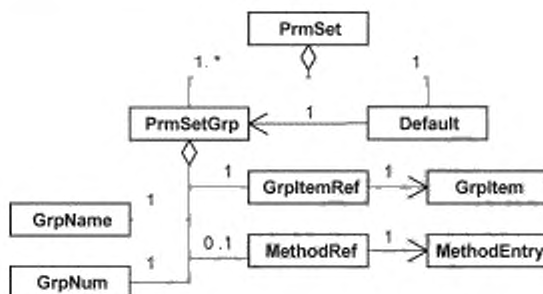 PrmSet
1..* 1
PrmSetGrp 1 Default
1 GrpItemRef 1 GrpItem
GrpName 1
0.1 MethodRef 1 MethodEntry
GrpNum 1